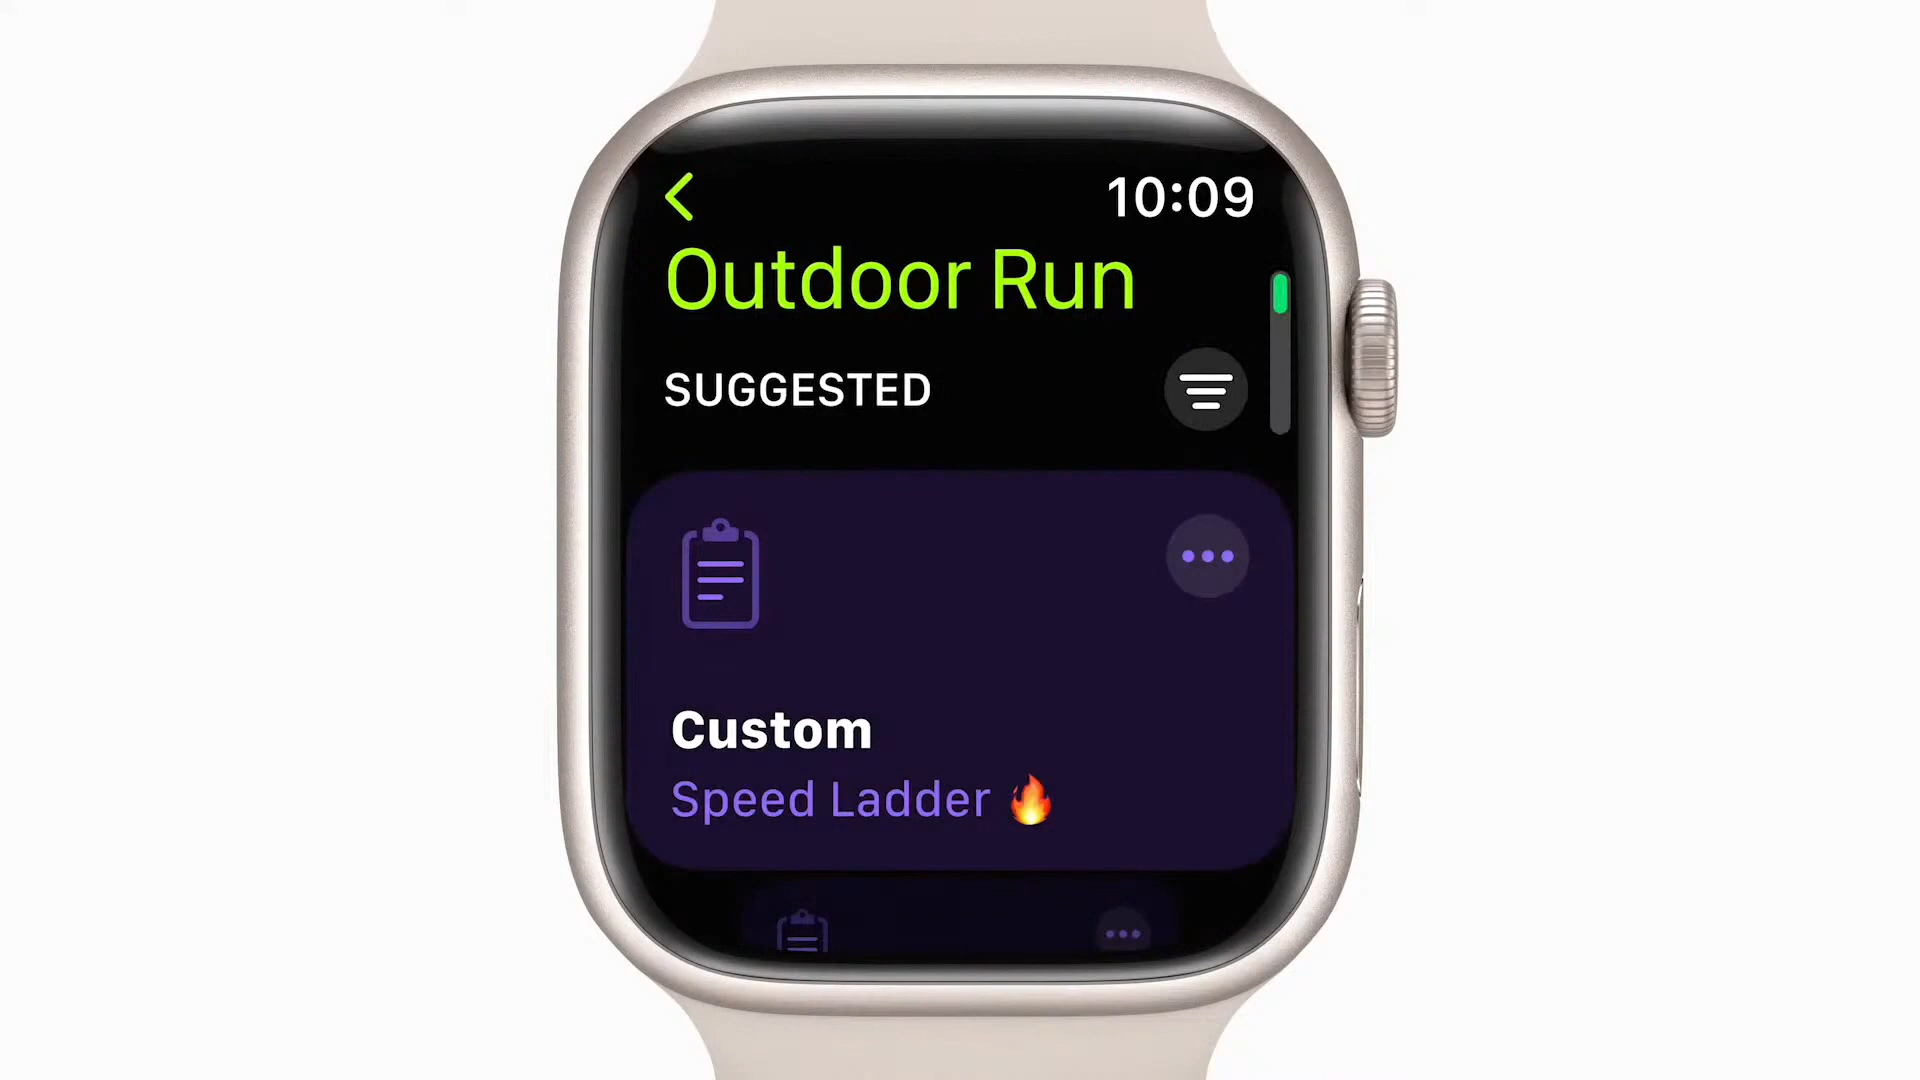 10:09
Outdoor Run
SUGGESTED
Custom
Speed Ladder 🔥